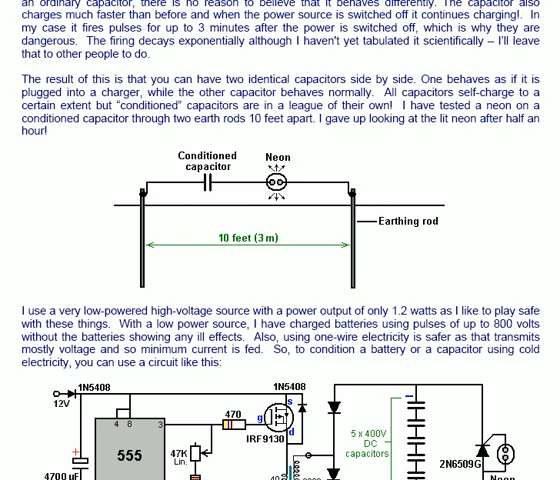 an ordinary capacitor, there is no reason to believe that it behaves differently. The capacitor also
charges much faster than before and when the power source is switched off it continues charging!. In
my case it fires pulses for up to 3 minutes after the power is switched off, which is why they are
dangerous. The firing decays exponentially although I haven't yet tabulated it scientifically – I'll leave
that to other people to do.
The result of this is that you can have two identical capacitors side by side. One behaves as if it is
plugged into a charger, while the other capacitor behaves normally. All capacitors self-charge to a
certain extent but "conditioned" capacitors are in a league of their own! I have tested a neon on a
conditioned capacitor through two earth rods 10 feet apart. I gave up looking at the lit neon after half an
hour!
Conditioned
capacitor
Neon
Earthing rod
10 feet (3 m)
I use a very low-powered high-voltage source with a power output of only 1.2 watts as I like to play safe
with these things. With a low power source, I have charged batteries using pulses of up to 800 volts
without the batteries showing any ill effects. Also, using one-wire electricity is safer as that transmits
mostly voltage and so minimum current is fed. So, to condition a battery or a capacitor using cold
electricity, you can use a circuit like this:
1N5408
1N5408
12V
4 8
3
470
g
s
d
IRF9130
555
47K
Lin.
+
4700 uF
5 x 400V
DC
capacitors
2N6509G
Neon